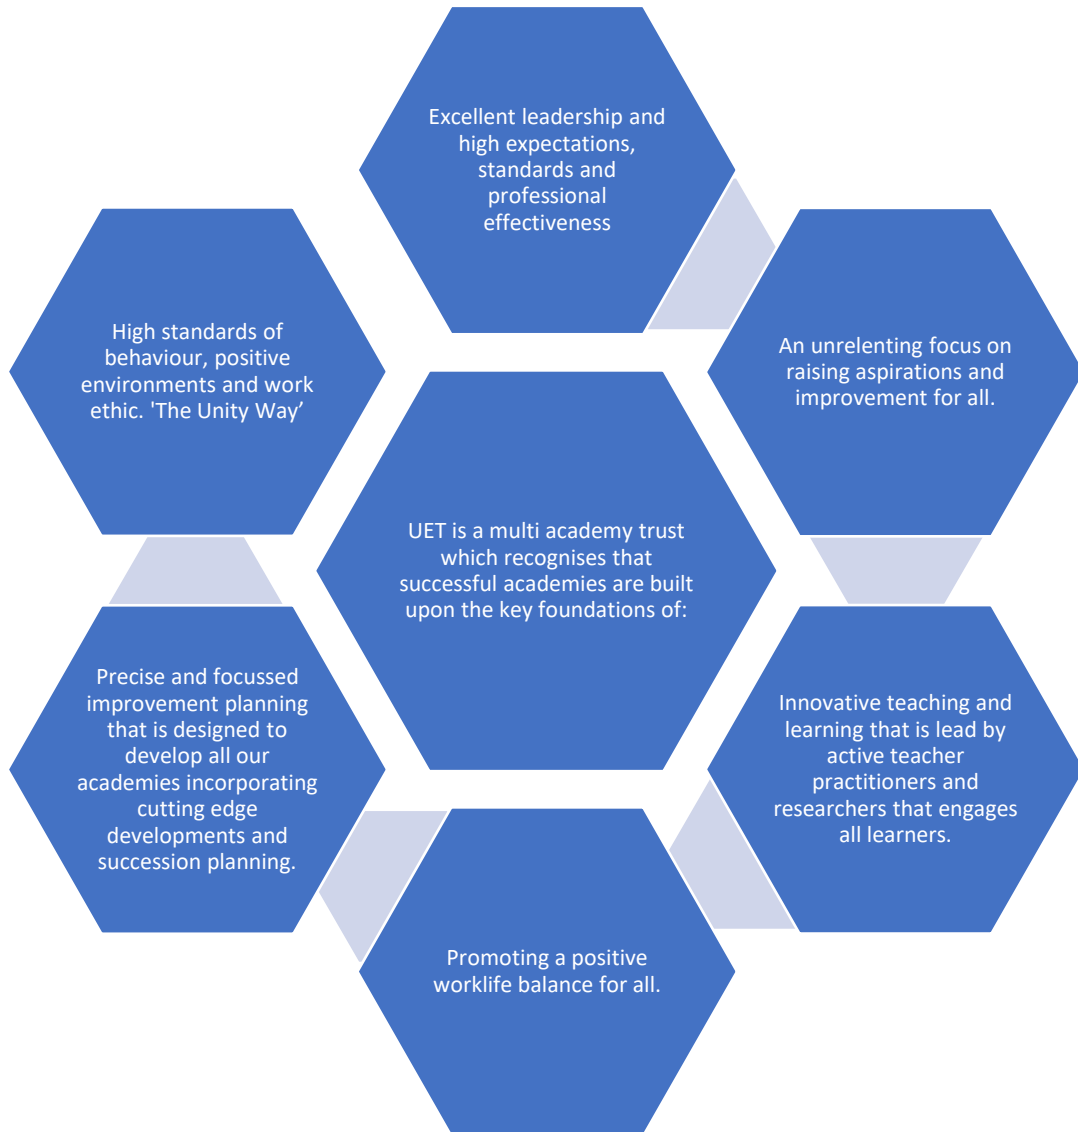 Excellent leadership and
high expectations,
standards and
professional
effectiveness
An unrelenting focus on
raising aspirations and
improvement for all.
Innovative teaching and
learning that is lead by
active teacher
practitioners and
researchers that engages
all learners.
Promoting a positive
worklife balance for all.
Precise and focussed
improvement planning
that is designed to
develop all our
academies incorporating
cutting edge
developments and
succession planning.
High standards of
behaviour, positive
environments and work
ethic. 'The Unity Way’
UET is a multi academy trust
which recognises that
successful academies are built
upon the key foundations of: